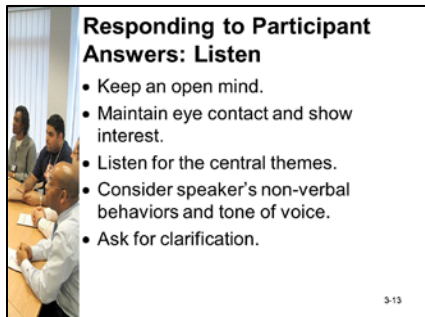 Responding to Participant
Answers: Listen
• Keep an open mind.
• Maintain eye contact and show
interest.
• Listen for the central themes.
• Consider speaker's non-verbal
behaviors and tone of voice.
• Ask for clarification.
3-13